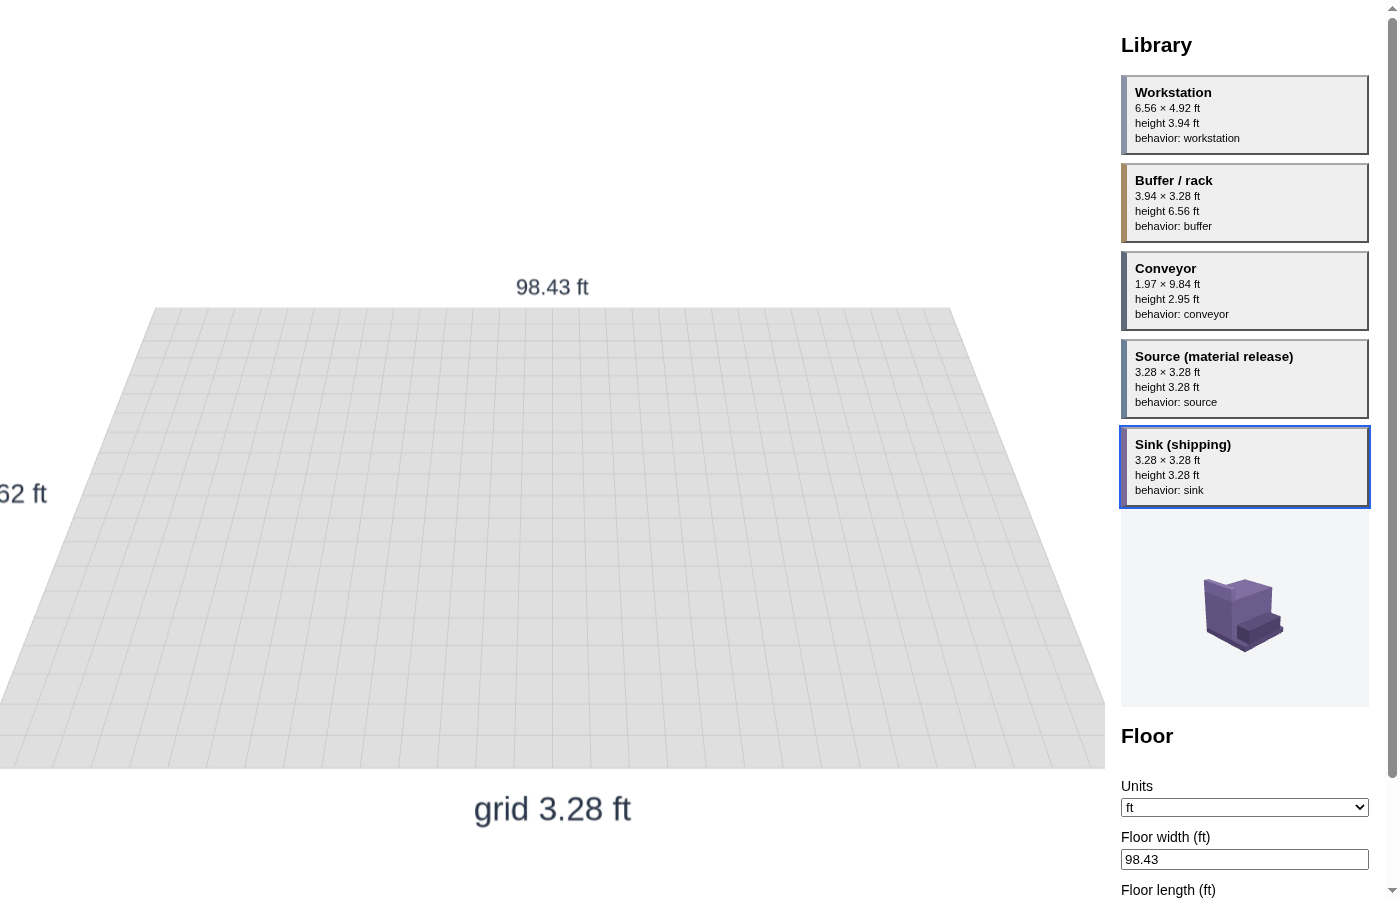 98.43 ft
62 ft
grid 3.28 ft
Library
Workstation
6.56 × 4.92 ft
height 3.94 ft
behavior: workstation
Buffer / rack
3.94 × 3.28 ft
height 6.56 ft
behavior: buffer
Conveyor
1.97 × 9.84 ft
height 2.95 ft
behavior: conveyor
Source (material release)
3.28 × 3.28 ft
height 3.28 ft
behavior: source
Sink (shipping)
3.28 × 3.28 ft
height 3.28 ft
behavior: sink
Floor
Units
ft
Floor width (ft)
98.43
Floor length (ft)